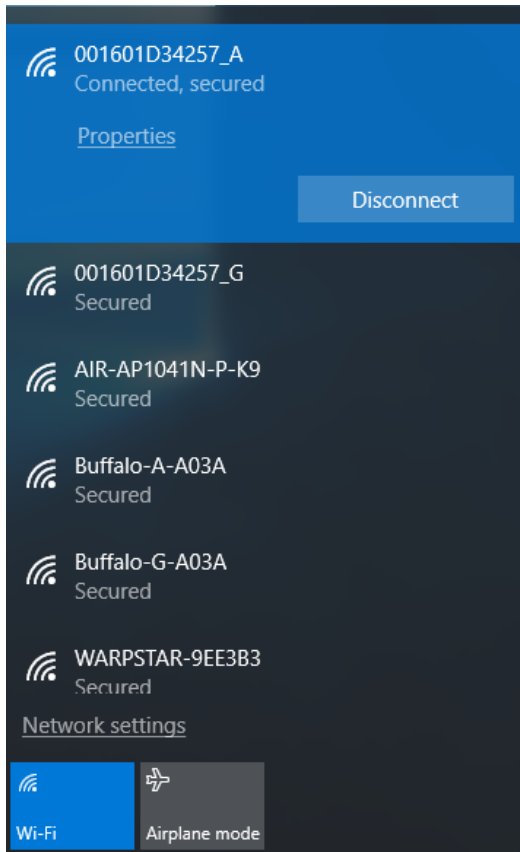 001601D34257_A
Connected, secured
Properties
Disconnect
001601D34257_G
Secured
AIR-AP1041N-P-K9
Secured
Buffalo-A-A03A
Secured
Buffalo-G-A03A
Secured
WARPSTAR-9EE3B3
Secured
Network settings
Wi-Fi
Airplane mode